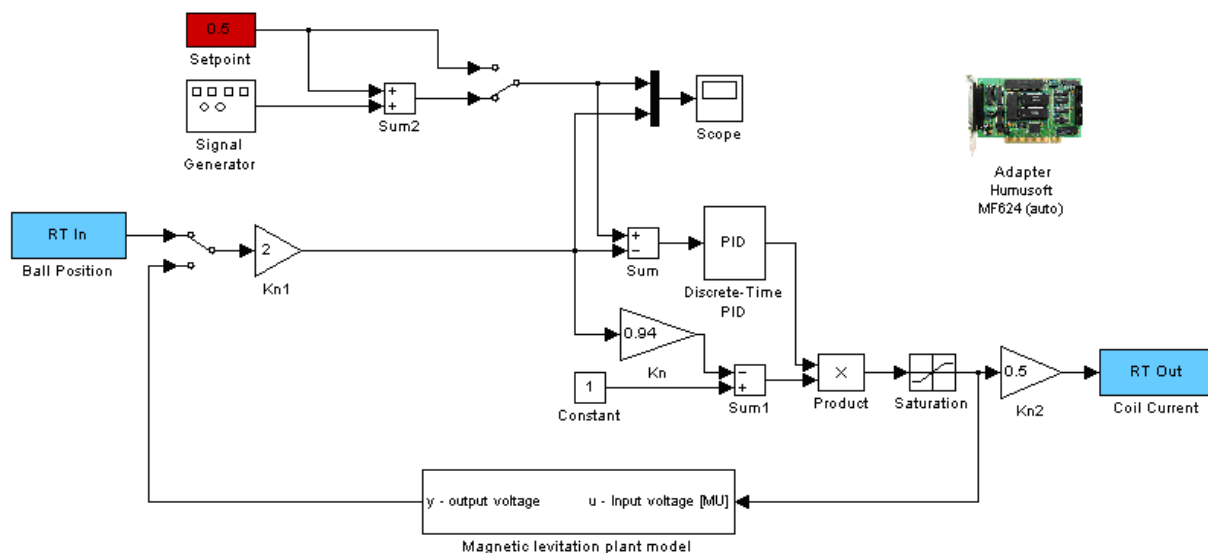 0.5
Setpoint
+
+
Sum2
Signal
Generator
Scope
Adapter
Humusoft
MF624 (auto)
RT In
Ball Position
2
Kn1
+
−
Sum
PID
Discrete-Time
PID
0.94
Kn
1
Constant
−
+
Sum1
×
Product
Saturation
0.5
Kn2
RT Out
Coil Current
y - output voltage
u - Input voltage [MU]
Magnetic levitation plant model